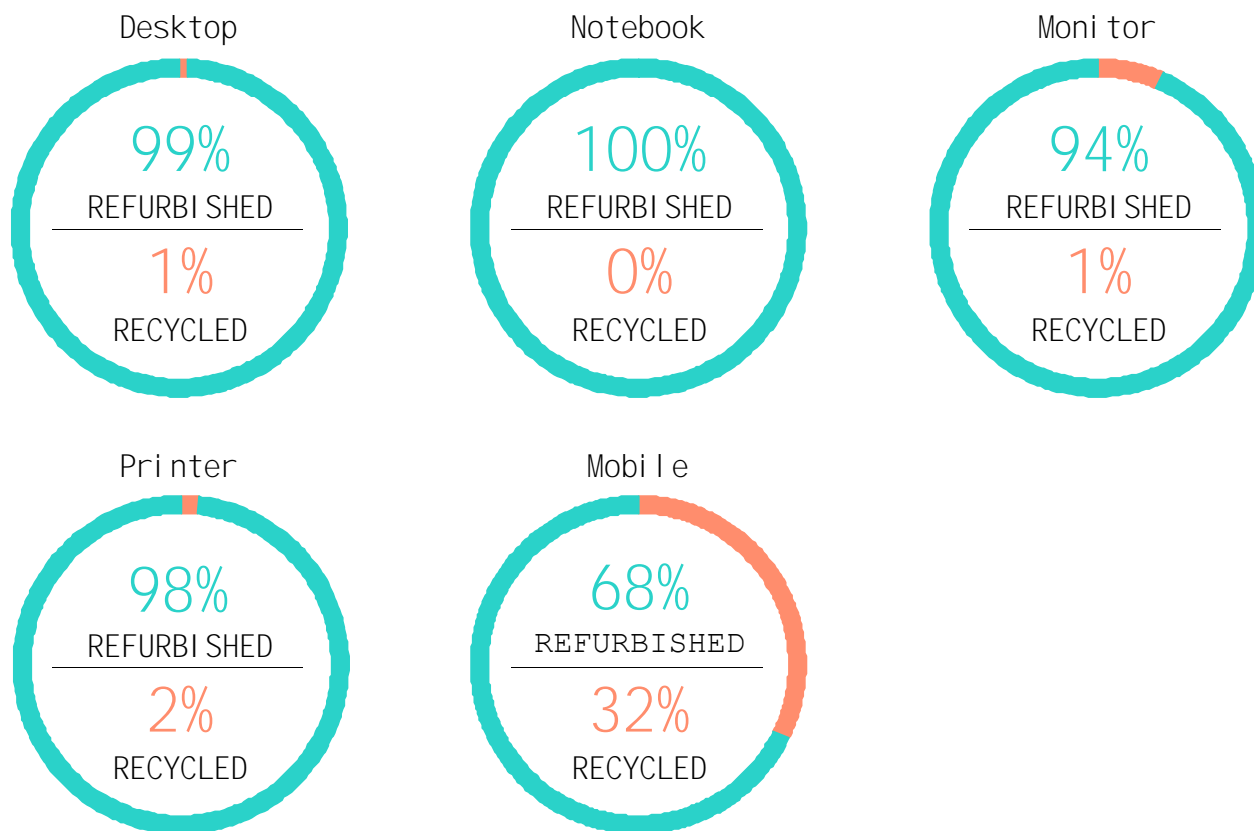 Desktop
99%
REFURBISHED
1%
RECYCLED
Notebook
100%
REFURBISHED
0%
RECYCLED
Monitor
94%
REFURBISHED
1%
RECYCLED
Printer
98%
REFURBISHED
2%
RECYCLED
Mobile
68%
REFURBISHED
32%
RECYCLED